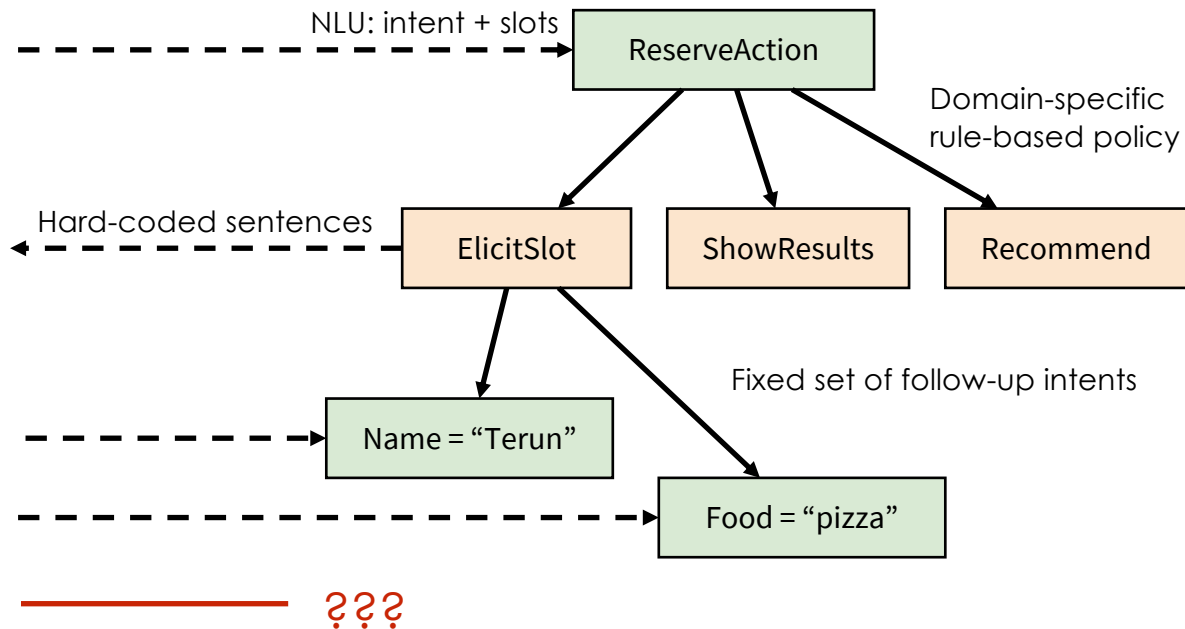 NLU: intent + slots
ReserveAction
Domain-specific
rule-based policy
Hard-coded sentences
ElicitSlot
ShowResults
Recommend
Fixed set of follow-up intents
Name = “Terun”
Food = “pizza”
???